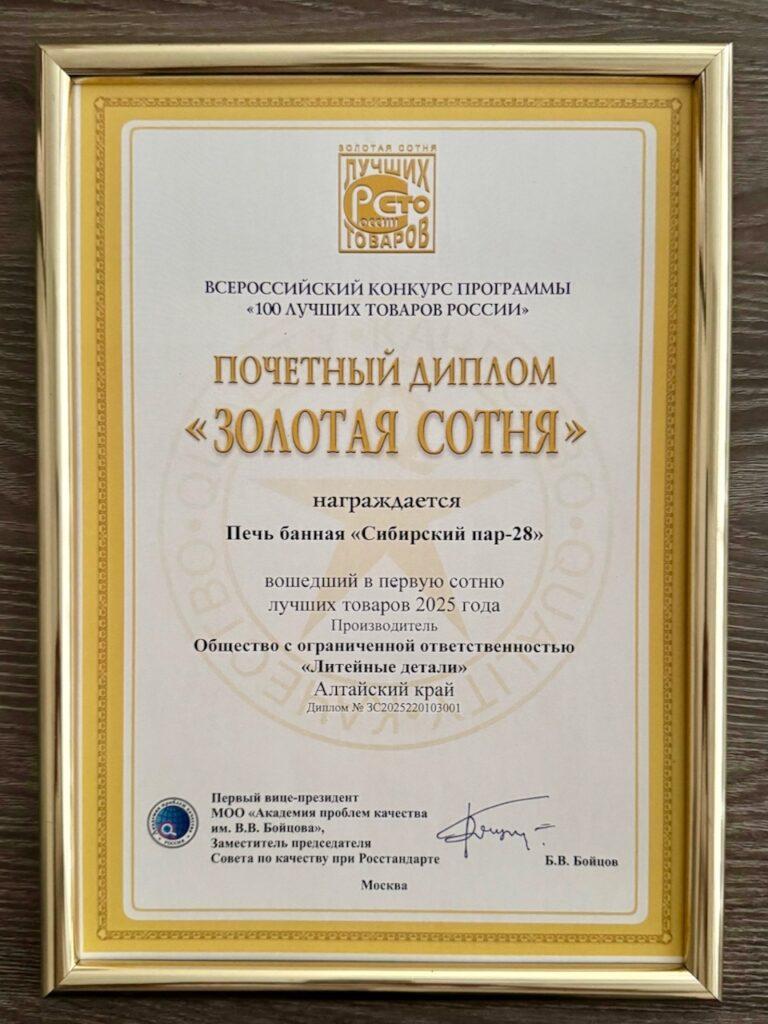 ЗОЛОТАЯ СОТНЯ
ЛУЧШИХ
СТО
РОССИИ
ТОВАРОВ
ВСЕРОССИЙСКИЙ КОНКУРС ПРОГРАММЫ
«100 ЛУЧШИХ ТОВАРОВ РОССИИ»
ПОЧЕТНЫЙ ДИПЛОМ
«ЗОЛОТАЯ СОТНЯ»
награждается
Печь банная «Сибирский пар-28»
вошедший в первую сотню
лучших товаров 2025 года
Производитель
Общество с ограниченной ответственностью
«Литейные детали»
Алтайский край
Диплом № ЗС2025220103001
QUALITY • КАЧЕСТВО
Первый вице-президент
МОО «Академия проблем качества
им. В.В. Бойцова»,
Заместитель председателя
Совета по качеству при Росстандарте
Б.В. Бойцов
Москва